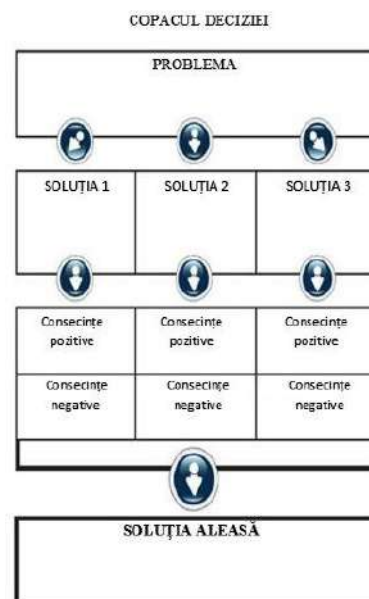 COPACUL DECIZIEI
PROBLEMA
SOLUȚIA 1 SOLUȚIA 2 SOLUȚIA 3
Consecințe Consecințe Consecințe
pozitive pozitive pozitive
Consecințe Consecințe Consecințe
negative negative negative
SOLUȚIA ALEASĂ